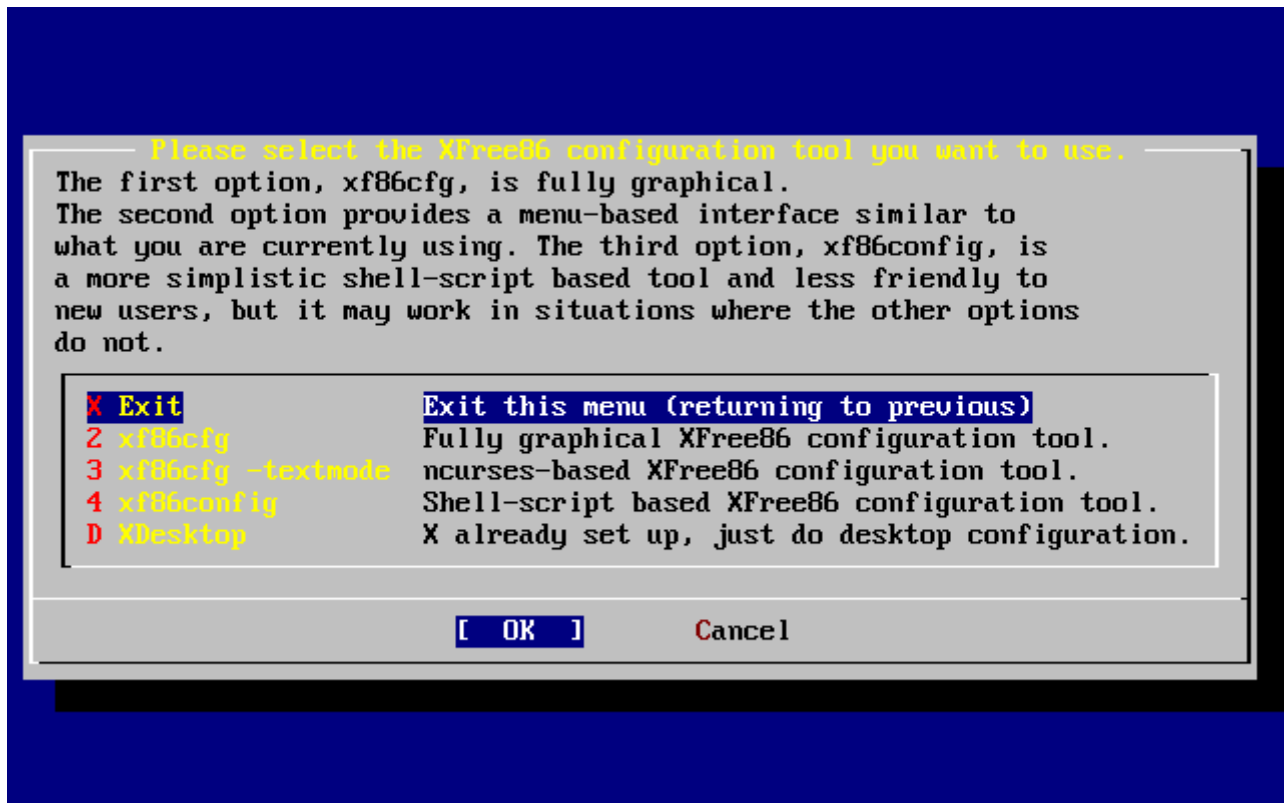 Please select the XFree86 configuration tool you want to use.
The first option, xf86cfg, is fully graphical.
The second option provides a menu-based interface similar to
what you are currently using. The third option, xf86config, is
a more simplistic shell-script based tool and less friendly to
new users, but it may work in situations where the other options
do not.
X Exit Exit this menu (returning to previous)
2 xf86cfg Fully graphical XFree86 configuration tool.
3 xf86cfg -textmode ncurses-based XFree86 configuration tool.
4 xf86config Shell-script based XFree86 configuration tool.
D XDesktop X already set up, just do desktop configuration.
[ OK ] Cancel